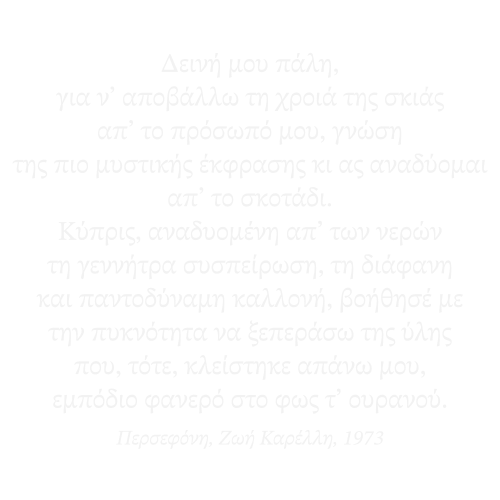 Δεινή μου πάλη,
για ν’ αποβάλλω τη χροιά της σκιάς
απ’ το πρόσωπό μου, γνώση
της πιο μυστικής έκφρασης κι ας αναδύομαι
απ’ το σκοτάδι.
Κύπρις, αναδυομένη απ’ των νερών
τη γεννήτρα συσπείρωση, τη διάφανη
και παντοδύναμη καλλονή, βοήθησέ με
την πυκνότητα να ξεπεράσω της ύλης
που, τότε, κλείστηκε απάνω μου,
εμπόδιο φανερό στο φως τ’ ουρανού.
Περσεφόνη, Ζωή Καρέλλη, 1973